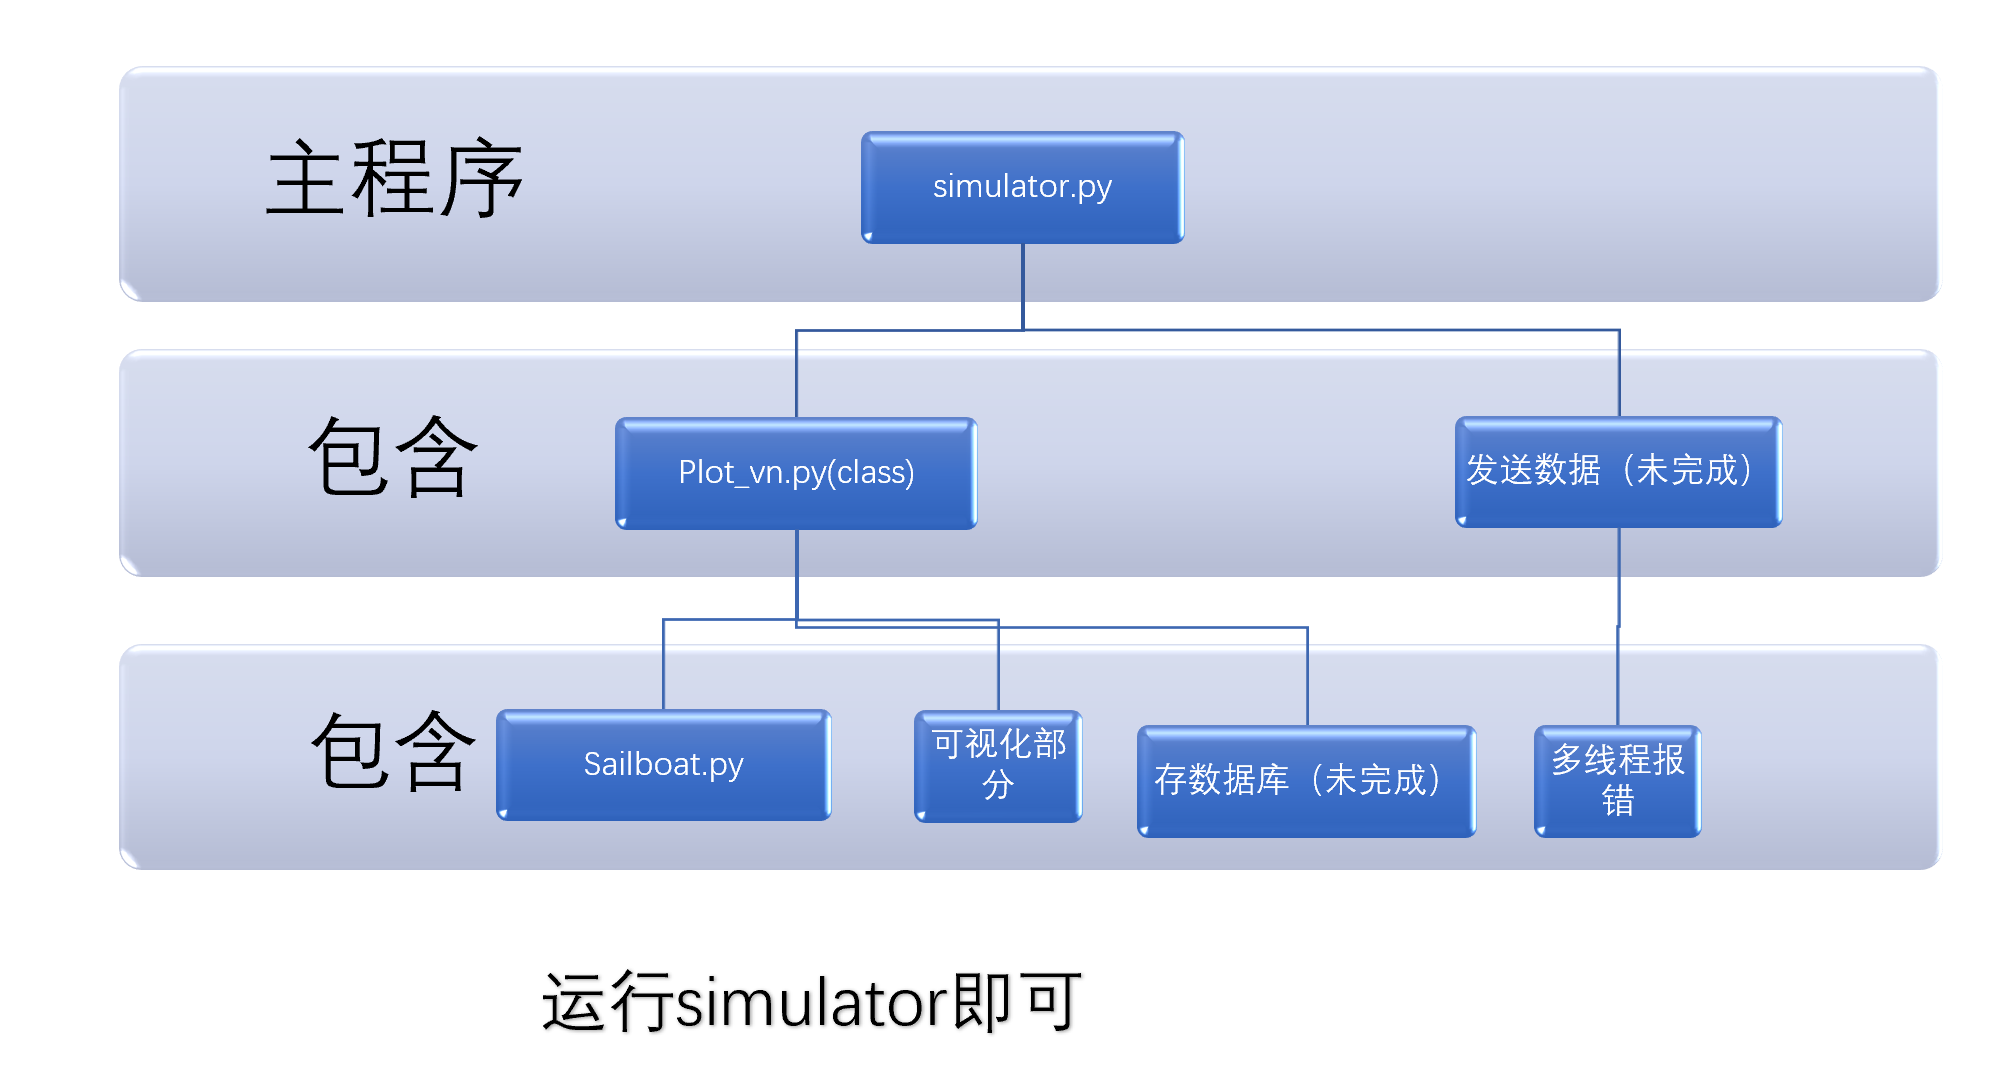 主程序
simulator.py
包含
Plot_vn.py(class)
发送数据（未完成）
包含
Sailboat.py
可视化部
分
存数据库（未完成）
多线程报
错
运行simulator即可